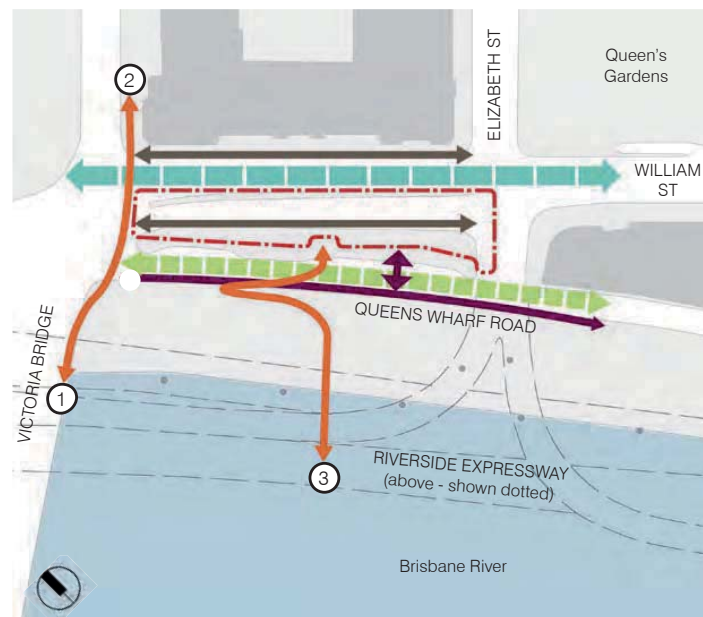 2
ELIZABETH ST
Queen's
Gardens
WILLIAM
ST
QUEENS WHARF ROAD
VICTORIA BRIDGE
1
RIVERSIDE EXPRESSWAY
(above - shown dotted)
3
Brisbane River